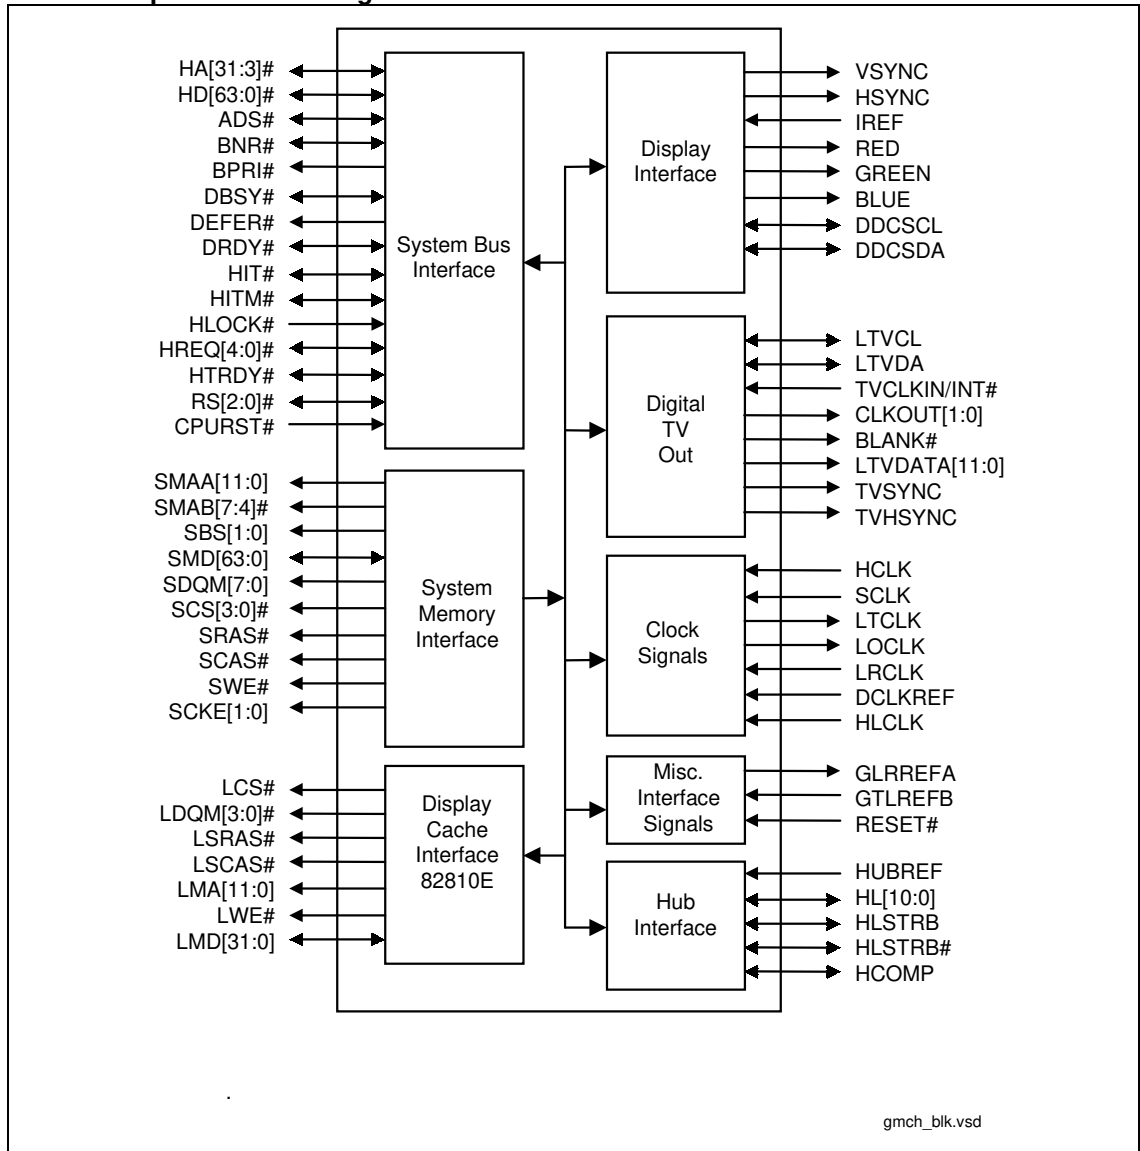 HA[31:3]#
HD[63:0]#
ADS#
BNR#
BPRI#
DBSY#
DEFER#
DRDY#
HIT#
HITM#
HLOCK#
HREQ[4:0]#
HTRDY#
RS[2:0]#
CPURST#
System Bus
Interface
SMAA[11:0]
SMAB[7:4]#
SBS[1:0]
SMD[63:0]
SDQM[7:0]
SCS[3:0]#
SRAS#
SCAS#
SWE#
SCKE[1:0]
System
Memory
Interface
LCS#
LDQM[3:0]#
LSRAS#
LSCAS#
LMA[11:0]
LWE#
LMD[31:0]
Display
Cache
Interface
82810E
Display
Interface
VSYNC
HSYNC
IREF
RED
GREEN
BLUE
DDCSCL
DDCSDA
Digital
TV
Out
LTVCL
LTVDA
TVCLKIN/INT#
CLKOUT[1:0]
BLANK#
LTVDATA[11:0]
TVSYNC
TVHSYNC
Clock
Signals
HCLK
SCLK
LTCLK
LOCLK
LRCLK
DCLKREF
HLCLK
Misc.
Interface
Signals
GLRREFA
GTLREFB
RESET#
Hub
Interface
HUBREF
HL[10:0]
HLSTRB
HLSTRB#
HCOMP
.
gmch_blk.vsd